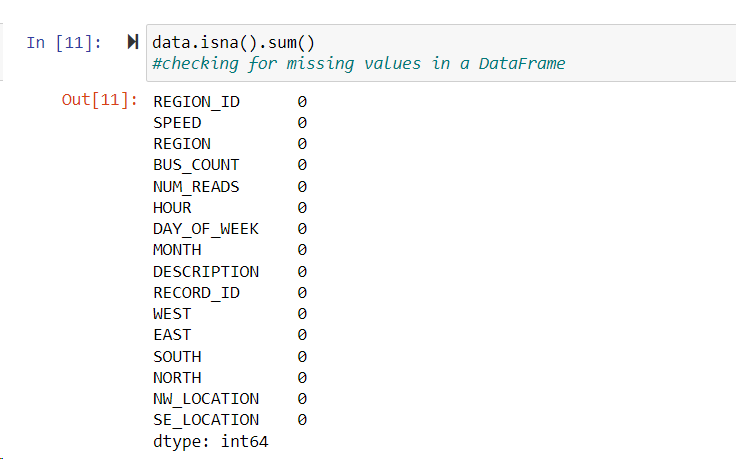 In [11]: data.isna().sum()
#checking for missing values in a DataFrame
Out[11]: REGION_ID 0
SPEED 0
REGION 0
BUS_COUNT 0
NUM_READS 0
HOUR 0
DAY_OF_WEEK 0
MONTH 0
DESCRIPTION 0
RECORD_ID 0
WEST 0
EAST 0
SOUTH 0
NORTH 0
NW_LOCATION 0
SE_LOCATION 0
dtype: int64